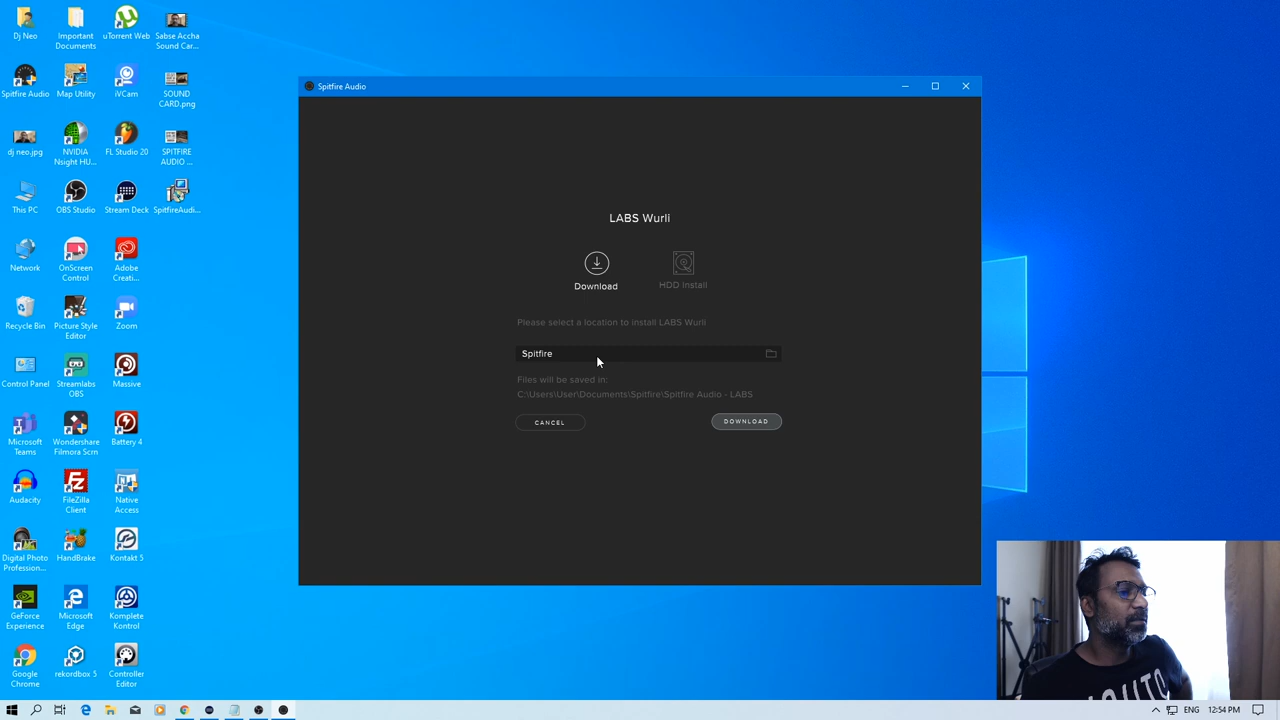 Dj Neo
Important
Documents
uTorrent Web
Sabse Accha
Sound Car...
Spitfire Audio
Map Utility
iVCam
SOUND
CARD.png
dj neo.jpg
NVIDIA
Nsight HU...
FL Studio 20
SPITFIRE
AUDIO ...
This PC
OBS Studio
Stream Deck
SpitfireAudi...
Network
OnScreen
Control
Adobe
Creati...
Recycle Bin
Picture Style
Editor
Zoom
Control Panel
Streamlabs
OBS
Massive
Microsoft
Teams
Wondershare
Filmora Scrn
Battery 4
Audacity
FileZilla
Client
Native
Access
Digital Photo
Profession...
HandBrake
Kontakt 5
GeForce
Experience
Microsoft
Edge
Komplete
Kontrol
Google
Chrome
rekordbox 5
Controller
Editor
Spitfire Audio
LABS Wurli
Download
HDD Install
Please select a location to install LABS Wurli
Spitfire
Files will be saved in:
C:\Users\User\Documents\Spitfire\Spitfire Audio - LABS
CANCEL
DOWNLOAD
ENG 12:54 PM